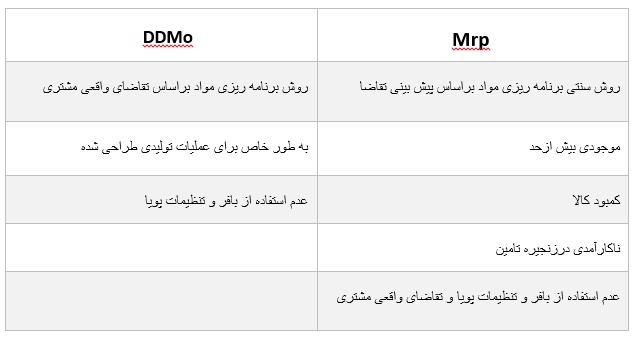 Mrp
DDMo
روش سنتی برنامه ریزی مواد براساس پیش بینی تقاضا
روش برنامه ریزی مواد براساس تقاضای واقعی مشتری
موجودی بیش ازحد
به طور خاص برای عملیات تولیدی طراحی شده
کمبود کالا
عدم استفاده از بافر و تنظیمات پویا
ناکارآمدی درزنجیره تامین
عدم استفاده از بافر و تنظیمات پویا و تقاضای واقعی مشتری